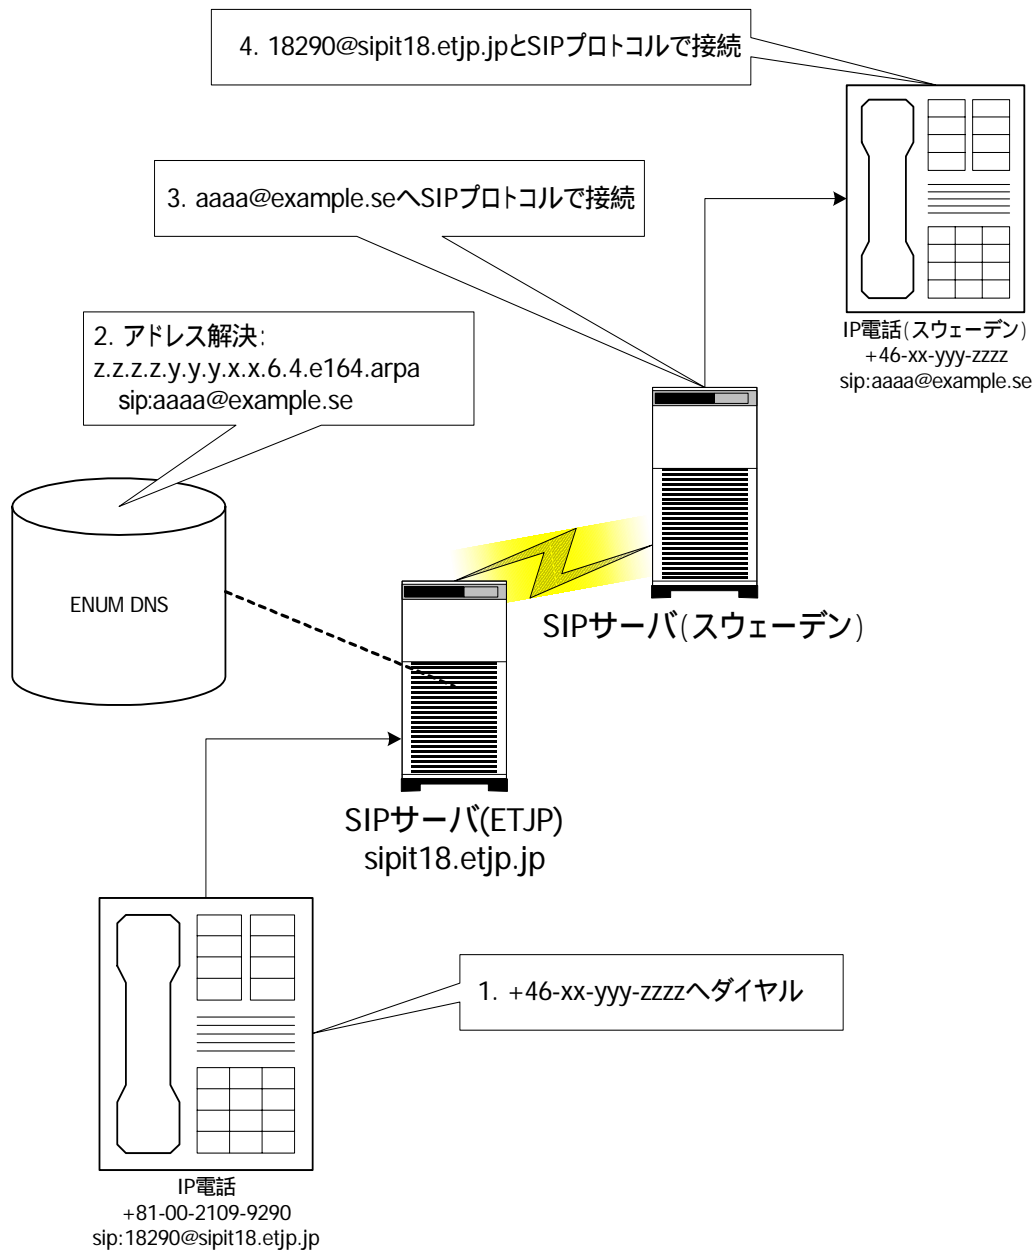 4. 18290@sipit18.etjp.jpとSIPプロトコルで接続
3. aaaa@example.seへSIPプロトコルで接続
IP電話(スウェーデン)
+46-xx-yyy-zzzz
sip:aaaa@example.se
2. アドレス解決:
z.z.z.z.y.y.y.x.x.6.4.e164.arpa
sip:aaaa@example.se
ENUM DNS
SIPサーバ(スウェーデン)
SIPサーバ(ETJP)
sipit18.etjp.jp
1. +46-xx-yyy-zzzzへダイヤル
IP電話
+81-00-2109-9290
sip:18290@sipit18.etjp.jp